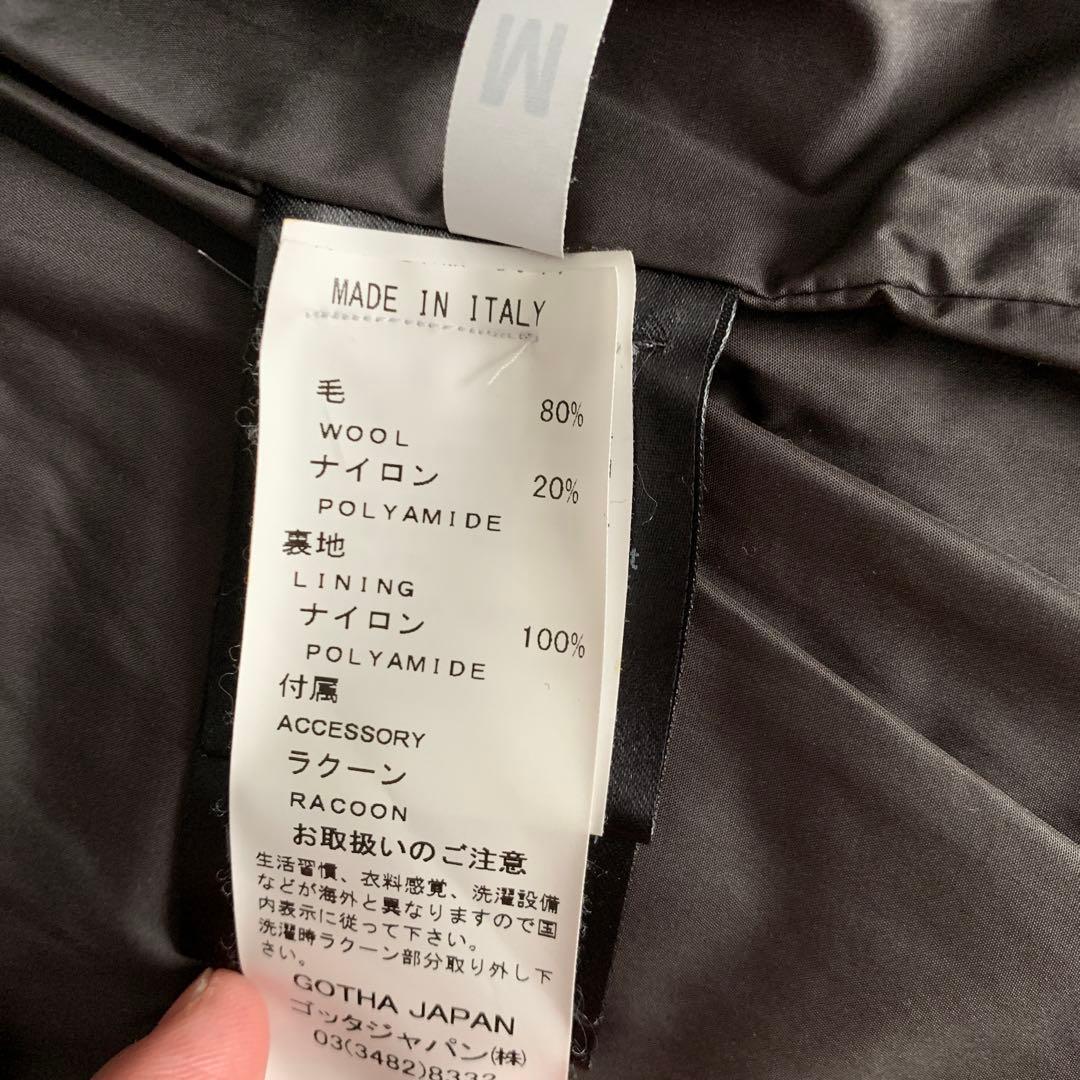 M
MADE IN ITALY
毛 80%
WOOL
ナイロン 20%
POLYAMIDE
裏地
LINING
ナイロン 100%
POLYAMIDE
付属
ACCESSORY
ラクーン
RACOON
お取扱いのご注意
生活習慣、衣料感覚、洗濯設備
などが海外と異なりますので国
内表示に従って下さい。
洗濯時ラクーン部分取り外し下
さい。
GOTHA JAPAN
ゴッタジャパン㈱
03(3482)8332